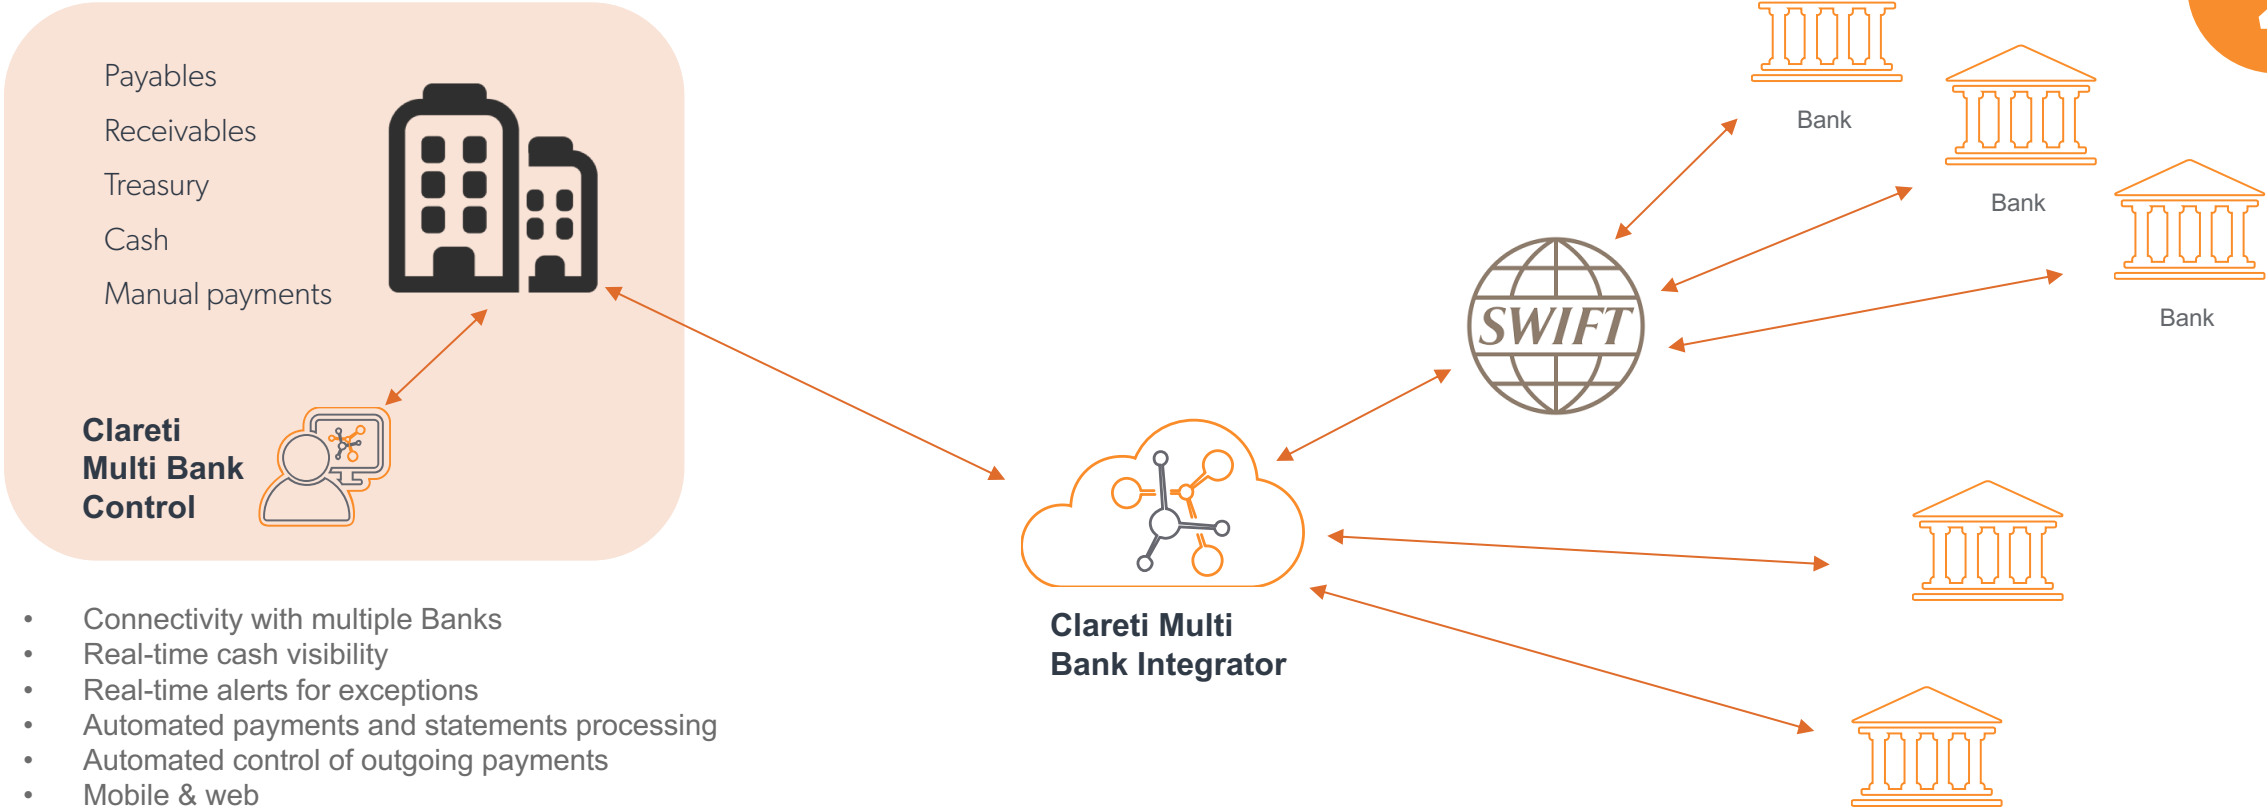 Payables
Receivables
Treasury
Cash
Manual payments
Clareti
Multi Bank
Control
• Connectivity with multiple Banks
• Real-time cash visibility
• Real-time alerts for exceptions
• Automated payments and statements processing
• Automated control of outgoing payments
• Mobile & web
Clareti Multi
Bank Integrator
SWIFT
Bank
Bank
Bank